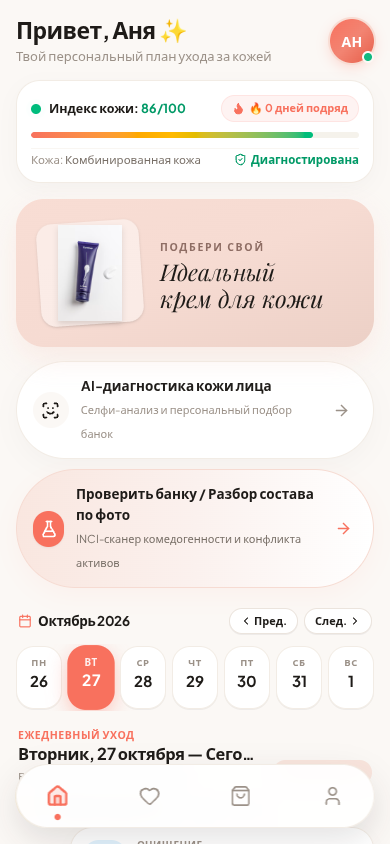 Привет, Аня ✨
Твой персональный план ухода за кожей
АН
Индекс кожи: 86/100
🔥 0 дней подряд
Кожа: Комбинированная кожа
Диагностирована
ПОДБЕРИ СВОЙ
Идеальный
крем для кожи
AI-диагностика кожи лица
Селфи-анализ и персональный подбор
банок
Проверить банку / Разбор состава
по фото
INCI-сканер комедогенности и конфликта
активов
Октябрь 2026
Пред.
След.
ПН ВТ СР ЧТ ПТ СБ ВС
26 27 28 29 30 31 1
ЕЖЕДНЕВНЫЙ УХОД
Вторник, 27 октября — Сего...